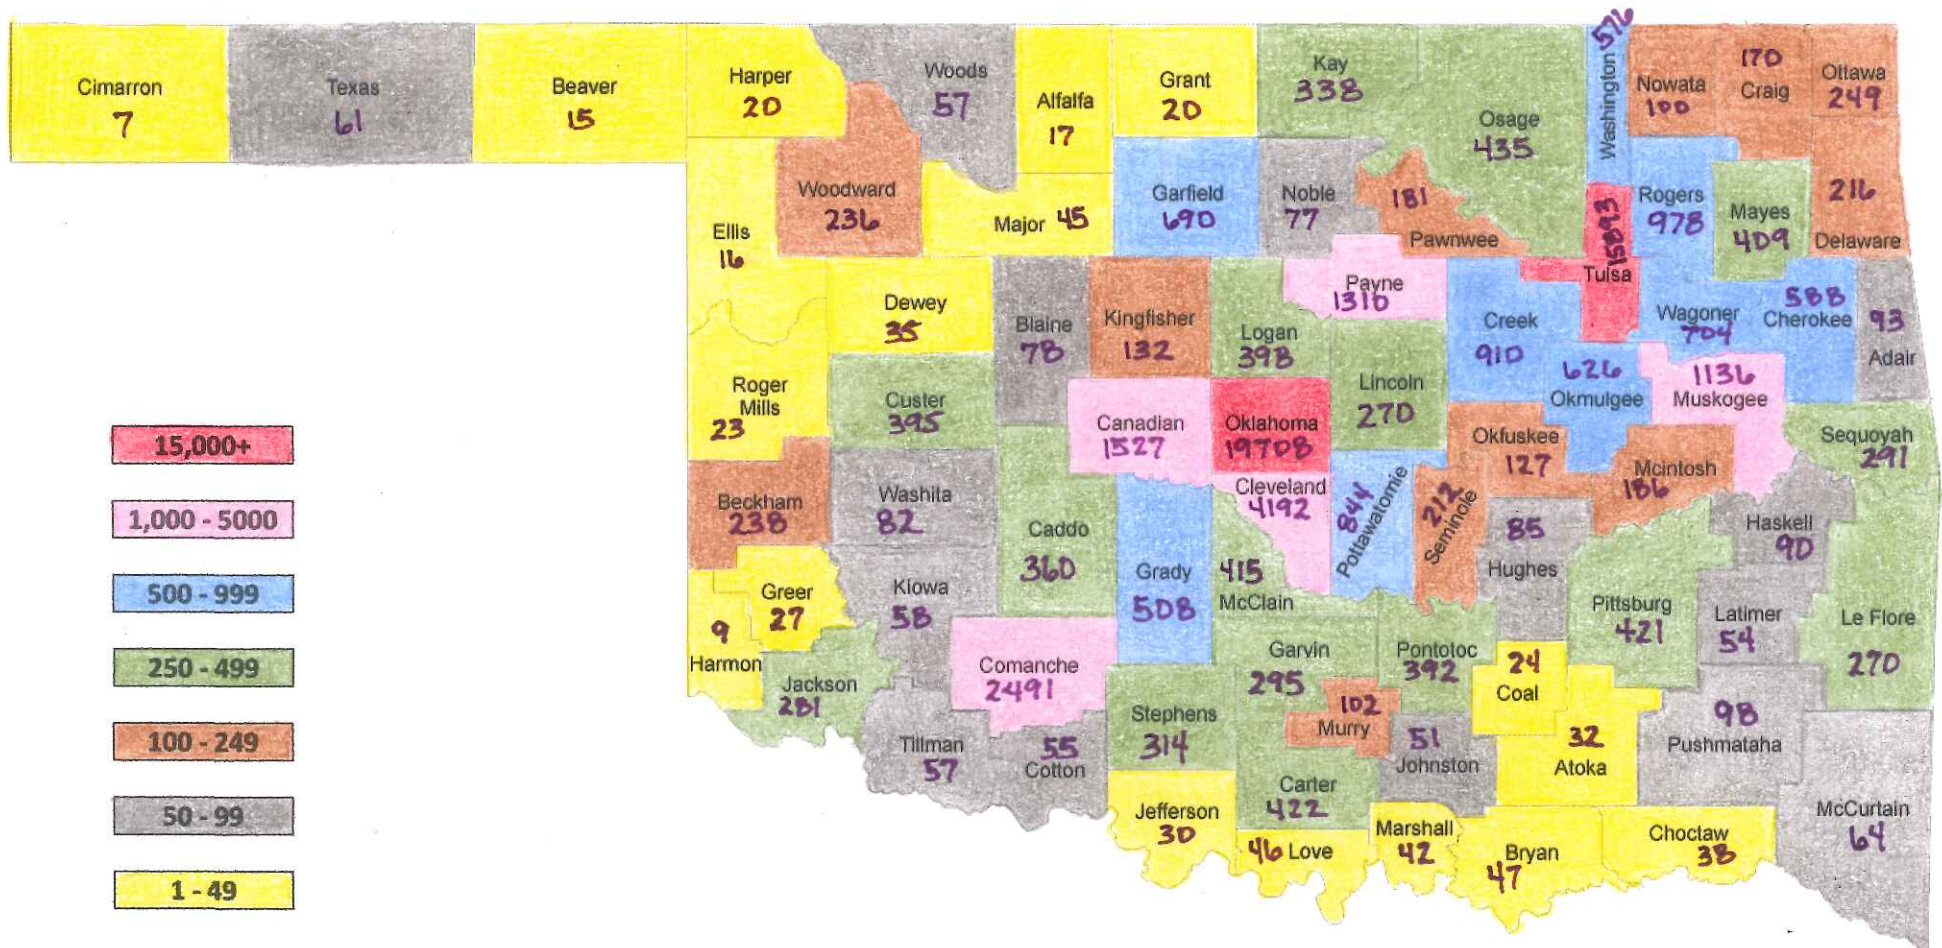 Cimarron
7
Texas
61
Beaver
15
Harper
20
Woods
57
Alfalfa
17
Grant
20
Kay
338
Osage
435
Washington 576
Nowata
100
170
Craig
Ottawa
249
Woodward
236
Ellis
16
Major 45
Garfield
690
Noble
77
181
Pawnwee
Rogers
978
Mayes
409
216
Delaware
Dewey
35
Blaine
78
Kingfisher
132
Logan
398
Payne
1316
Creek
910
15893
Tulsa
Wagoner
704
588
Cherokee
93
Adair
Roger
Mills
23
Custer
395
Canadian
1527
Oklahoma
19708
Lincoln
270
626
Okmulgee
1136
Muskogee
Sequoyah
291
Okfuskee
127
Mcintosh
186
Beckham
238
Washita
82
Caddo
360
Grady
508
Cleveland
4192
844
Pottawatomie
212
Seminole
85
Hughes
Haskell
90
415
McClain
Greer
27
Kiowa
58
9
Harmon
Jackson
281
Comanche
2491
Garvin
295
Pontotoc
392
Pittsburg
421
Latimer
54
Le Flore
270
24
Coal
Tillman
57
55
Cotton
Stephens
314
102
Murry
51
Johnston
32
Atoka
98
Pushmataha
Carter
422
Jefferson
30
46 Love
Marshall
42
Bryan
47
Choctaw
38
McCurtain
64
15,000+
1,000 - 5000
500 - 999
250 - 499
100 - 249
50 - 99
1 - 49